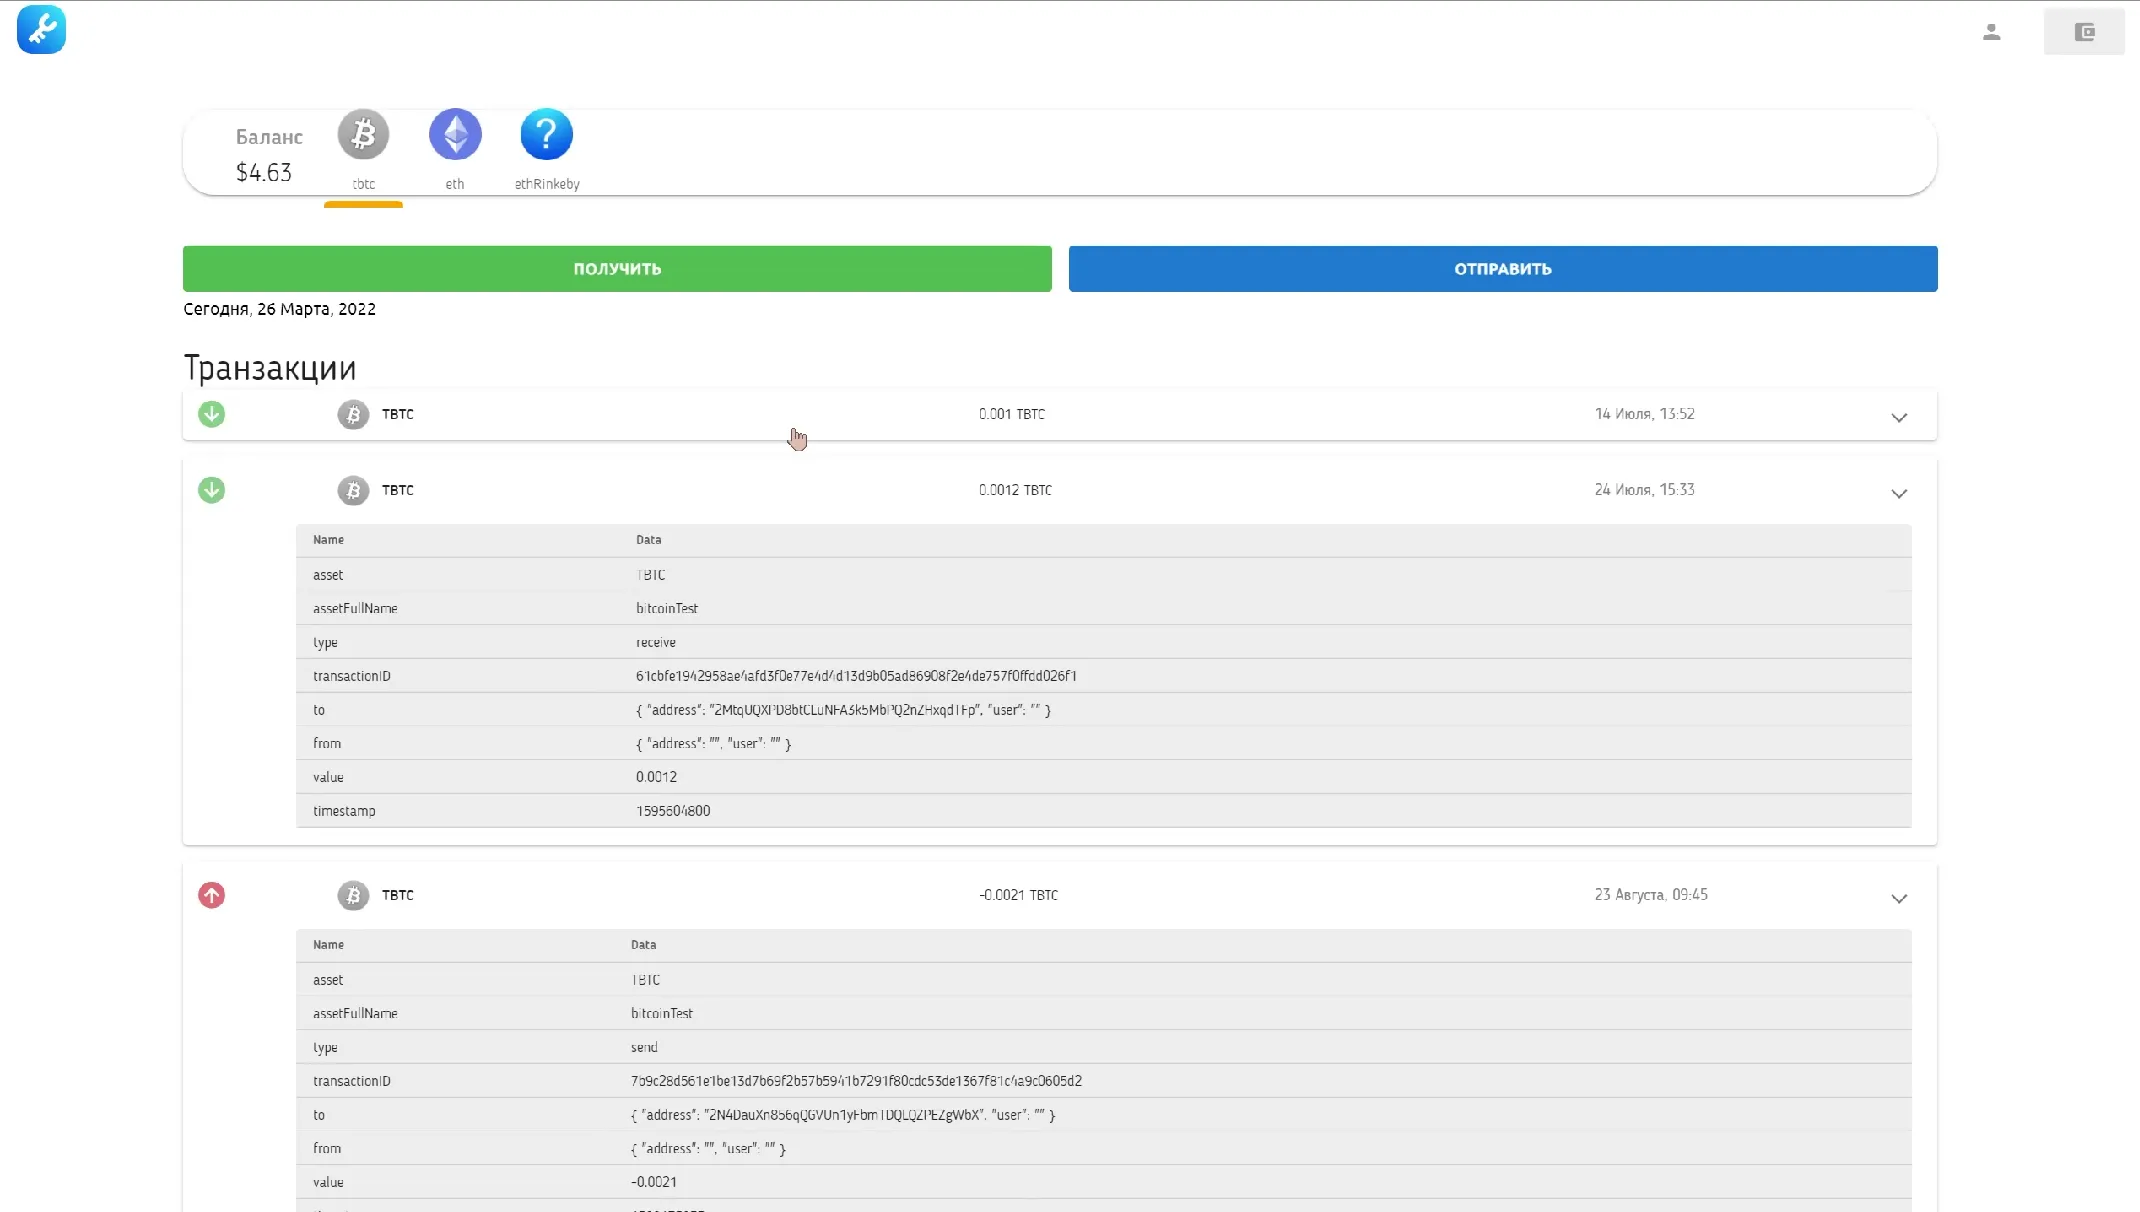 Баланс
$4.63
tbtc
eth
ethRinkeby
ПОЛУЧИТЬ
ОТПРАВИТЬ
Сегодня, 26 Марта, 2022
Транзакции
TBTC 0.001 TBTC 14 Июля, 13:52
TBTC 0.0012 TBTC 24 Июля, 15:33
Name Data
asset TBTC
assetFullName bitcoinTest
type receive
transactionID 61cbfe1942958ae4afd3f0e77e4d4d13d9b05ad86908f2e4de757f0ffdd026f1
to { "address": "2MtqUQXPD8btCLuNFA3k5MbPQ2nZHxqdTFp", "user": "" }
from { "address": "", "user": "" }
value 0.0012
timestamp 1595604800
TBTC -0.0021 TBTC 23 Августа, 09:45
Name Data
asset TBTC
assetFullName bitcoinTest
type send
transactionID 7b9c28d561e1be13d7b69f2b57b5941b7291f80cdc53de1367f81c4a9c0605d2
to { "address": "2N4DauXn856qQGVUn1yFbmTDQLQZPEZgWbX", "user": "" }
from { "address": "", "user": "" }
value -0.0021